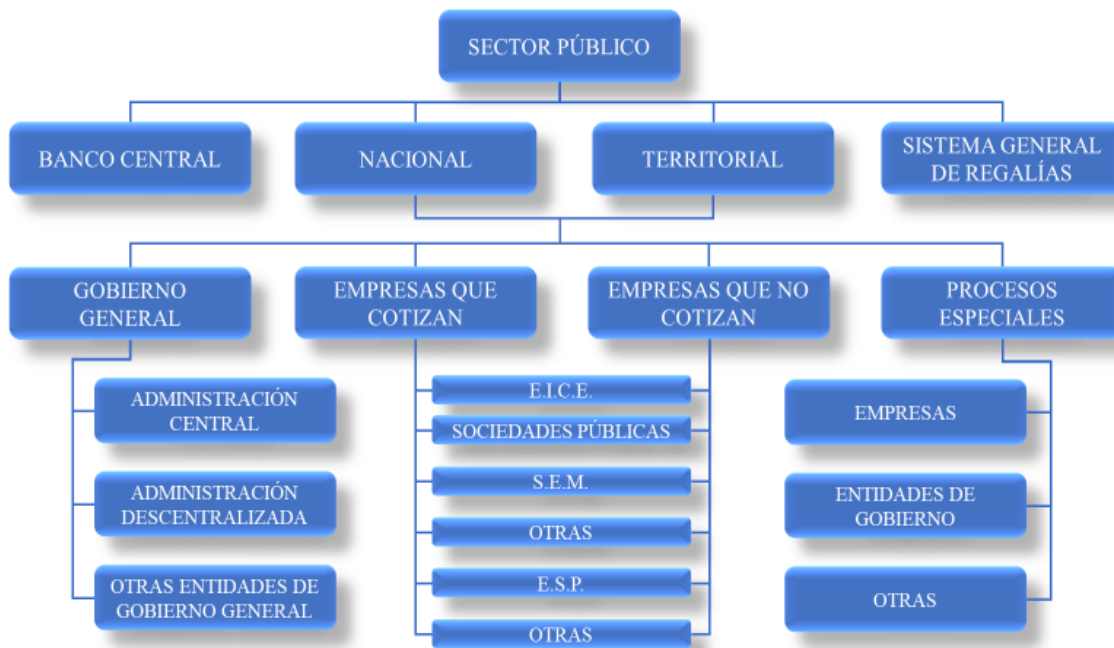 SECTOR PÚBLICO
BANCO CENTRAL
NACIONAL
TERRITORIAL
SISTEMA GENERAL
DE REGALÍAS
GOBIERNO
GENERAL
EMPRESAS QUE
COTIZAN
EMPRESAS QUE NO
COTIZAN
PROCESOS
ESPECIALES
ADMINISTRACIÓN
CENTRAL
ADMINISTRACIÓN
DESCENTRALIZADA
OTRAS ENTIDADES DE
GOBIERNO GENERAL
E.I.C.E.
SOCIEDADES PÚBLICAS
S.E.M.
OTRAS
E.S.P.
OTRAS
EMPRESAS
ENTIDADES DE
GOBIERNO
OTRAS